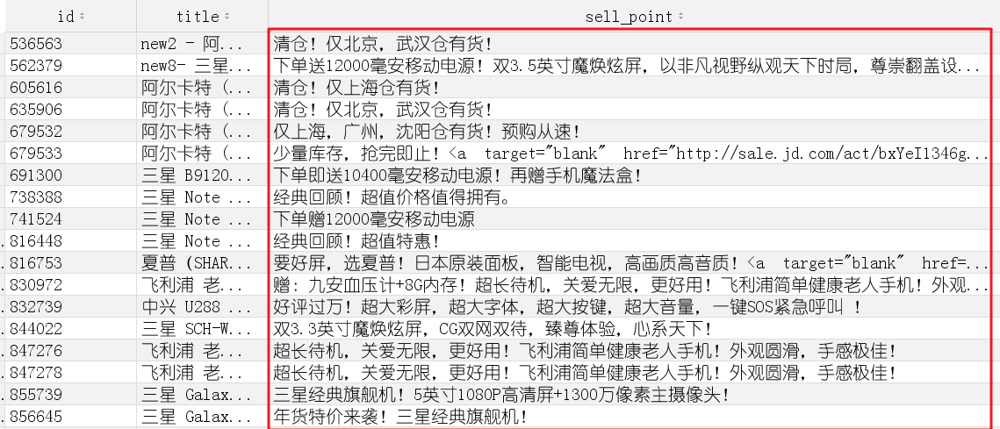 id title sell_point
536563 new2 - 阿... 清仓！仅北京，武汉仓有货！
562379 new8- 三星... 下单送12000毫安移动电源！双3.5英寸魔焕炫屏，以非凡视野纵观天下时局，尊崇翻盖设...
605616 阿尔卡特 (... 清仓！仅上海仓有货！
635906 阿尔卡特 (... 清仓！仅北京，武汉仓有货！
679532 阿尔卡特 (... 仅上海，广州，沈阳仓有货！预购从速！
679533 阿尔卡特 (... 少量库存，抢完即止！<a  target="blank"  href="http://sale.jd.com/act/bxYeI1346g...
691300 三星 B9120... 下单即送10400毫安移动电源！再赠手机魔法盒！
738388 三星 Note ... 经典回顾！超值价格值得拥有。
741524 三星 Note ... 下单赠12000毫安移动电源
816448 三星 Note ... 经典回顾！超值特惠！
816753 夏普 (SHAR... 要好屏，选夏普！日本原装面板，智能电视，高画质高音质！<a  target="blank"  href=...
830972 飞利浦 老... 赠：九安血压计+8G内存！超长待机，关爱无限，更好用！飞利浦简单健康老人手机！外观...
832739 中兴 U288 ... 好评过万！超大彩屏，超大字体，超大按键，超大音量，一键SOS紧急呼叫 ！
844022 三星 SCH-W... 双3.3英寸魔焕炫屏，CG双网双待，臻尊体验，心系天下！
847276 飞利浦 老... 超长待机，关爱无限，更好用！飞利浦简单健康老人手机！外观圆滑，手感极佳！
847278 飞利浦 老... 超长待机，关爱无限，更好用！飞利浦简单健康老人手机！外观圆滑，手感极佳！
855739 三星 Galax... 三星经典旗舰机！5英寸1080P高清屏+1300万像素主摄像头！
856645 三星 Galax... 年货特价来袭！三星经典旗舰机！